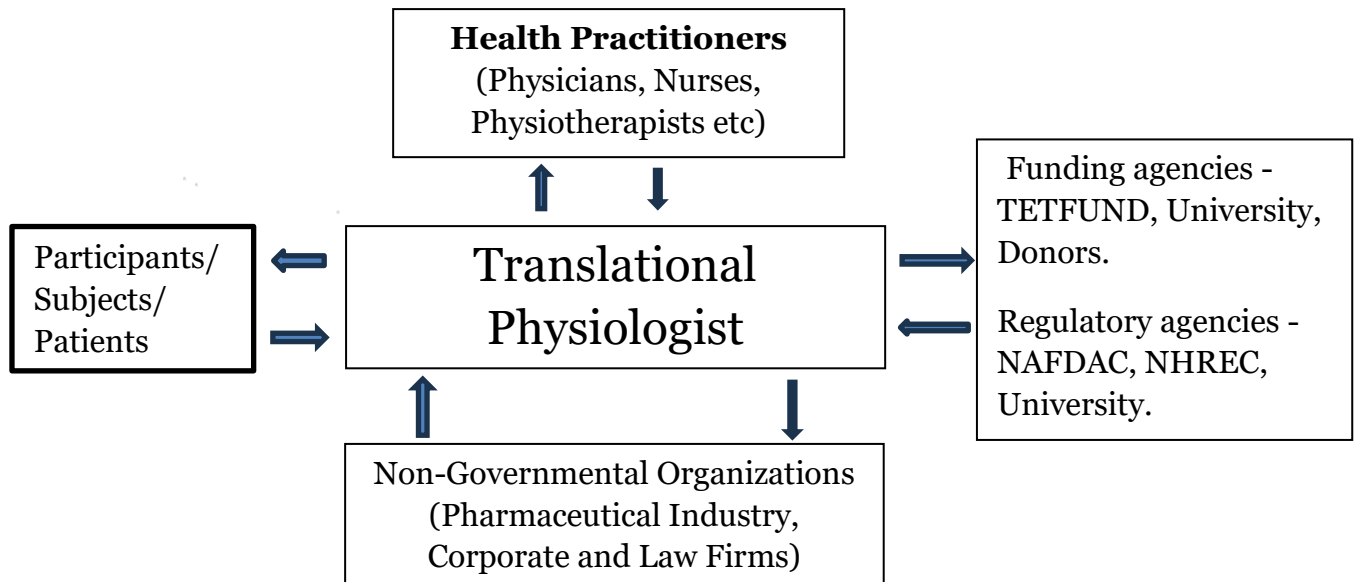 Health Practitioners
(Physicians, Nurses,
Physiotherapists etc)
Participants/
Subjects/
Patients
Translational
Physiologist
Funding agencies -
TETFUND, University,
Donors.
Regulatory agencies -
NAFDAC, NHREC,
University.
Non-Governmental Organizations
(Pharmaceutical Industry,
Corporate and Law Firms)